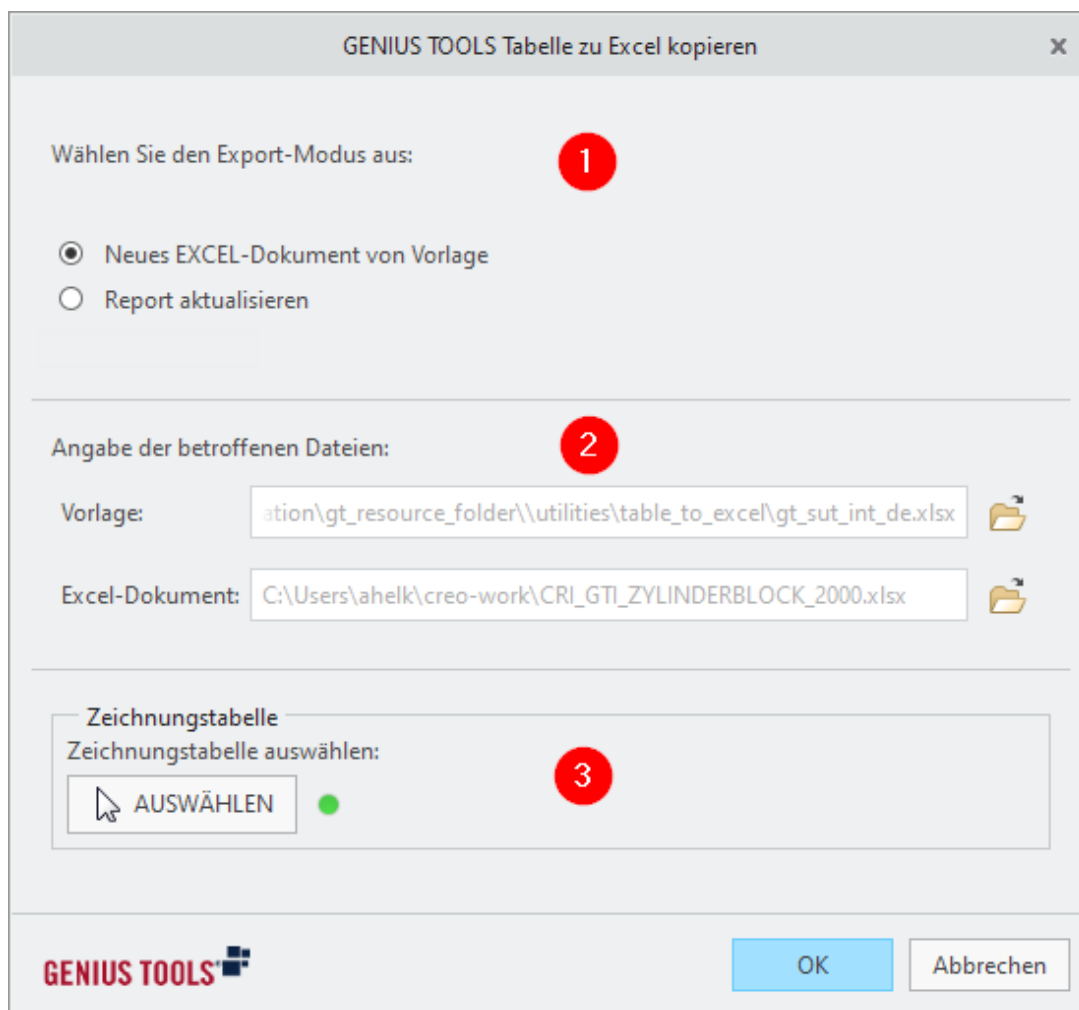 GENIUS TOOLS Tabelle zu Excel kopieren x
Wählen Sie den Export-Modus aus: 1
Neues EXCEL-Dokument von Vorlage
Report aktualisieren
Angabe der betroffenen Dateien: 2
Vorlage: ation\gt_resource_folder\\utilities\table_to_excel\gt_sut_int_de.xlsx
Excel-Dokument: C:\Users\ahelk\creo-work\CRI_GTI_ZYLINDERBLOCK_2000.xlsx
Zeichnungstabelle
Zeichnungstabelle auswählen:
3
AUSWÄHLEN
GENIUS TOOLS OK Abbrechen